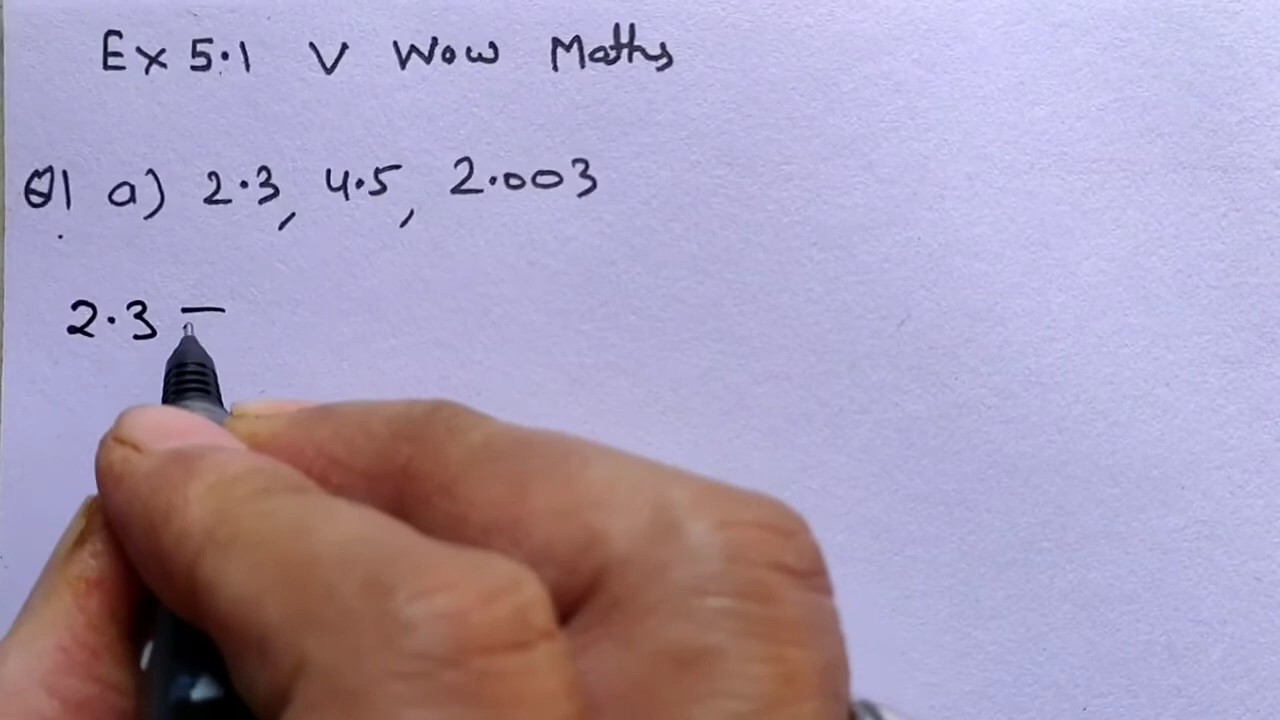 Ex 5.1 V Wow Maths
Q1 a) 2.3, 4.5, 2.003
2.3 =